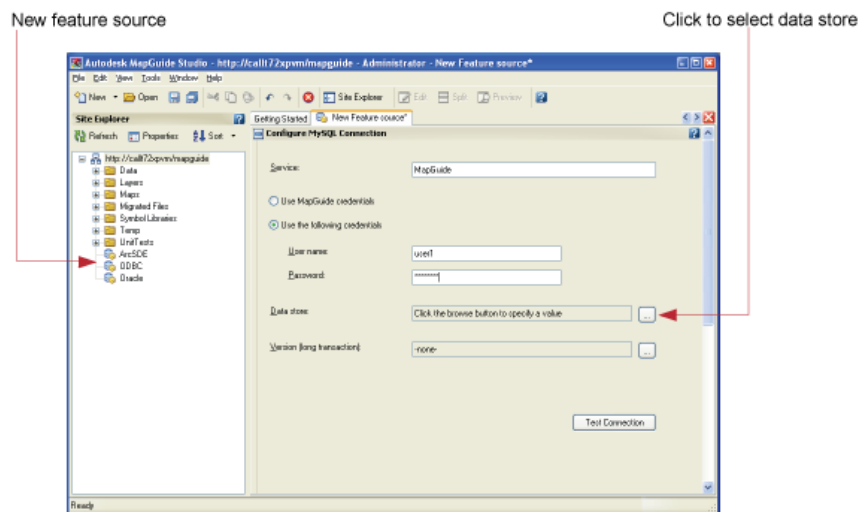 New feature source
Click to select data store
Autodesk MapGuide Studio - http://callt72xpvm/mapguide - Administrator - New Feature source*
File Edit View Tools Window Help
New Open Site Explorer Edit Split Preview
Site Explorer
Getting Started New Feature source*
Refresh Properties Sort
Configure MySQL Connection
http://callt72xpvm/mapguide
Data
Layers
Maps
Migrated Files
Symbol Libraries
Temp
UnitTests
ArcSDE
ODBC
Oracle
Service: MapGuide
Use MapGuide credentials
Use the following credentials
User name: user1
Password: ********
Data store: Click the browse button to specify a value ...
Version (long transaction): -none- ...
Test Connection
Ready